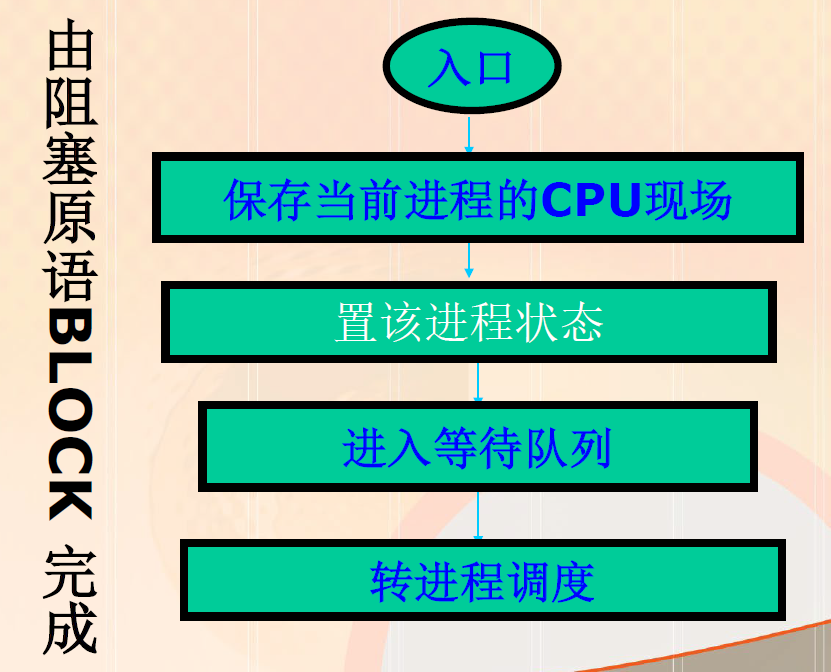 由阻塞原语BLOCK 完成
入口
保存当前进程的CPU现场
置该进程状态
进入等待队列
转进程调度